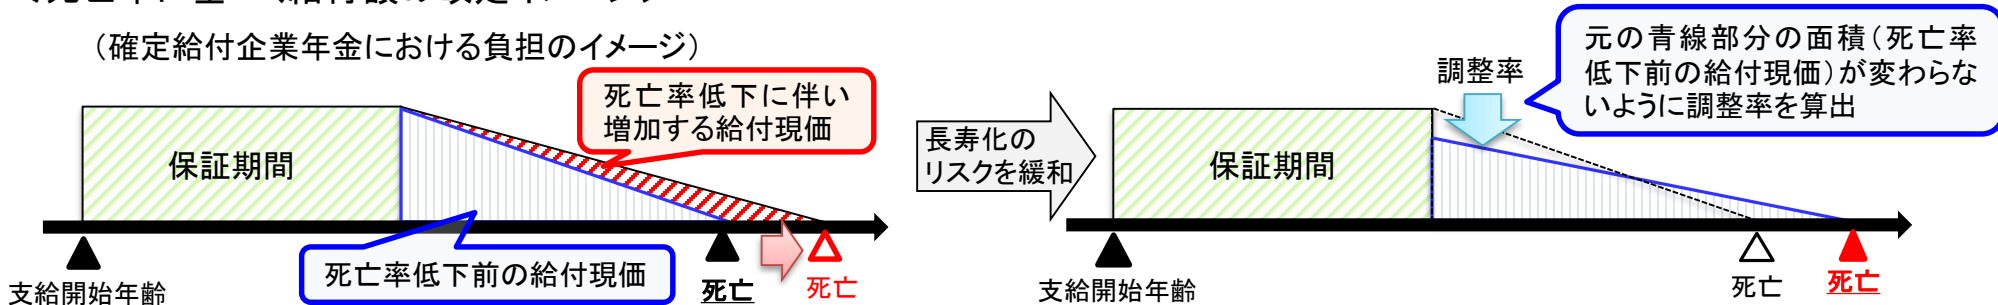 （確定給付企業年金における負担のイメージ）
死亡率低下に伴い
増加する給付現価
保証期間
死亡率低下前の給付現価
支給開始年齢
死亡
死亡
長寿化の
リスクを緩和
調整率
元の青線部分の面積（死亡率
低下前の給付現価）が変わらな
いように調整率を算出
保証期間
支給開始年齢
死亡
死亡